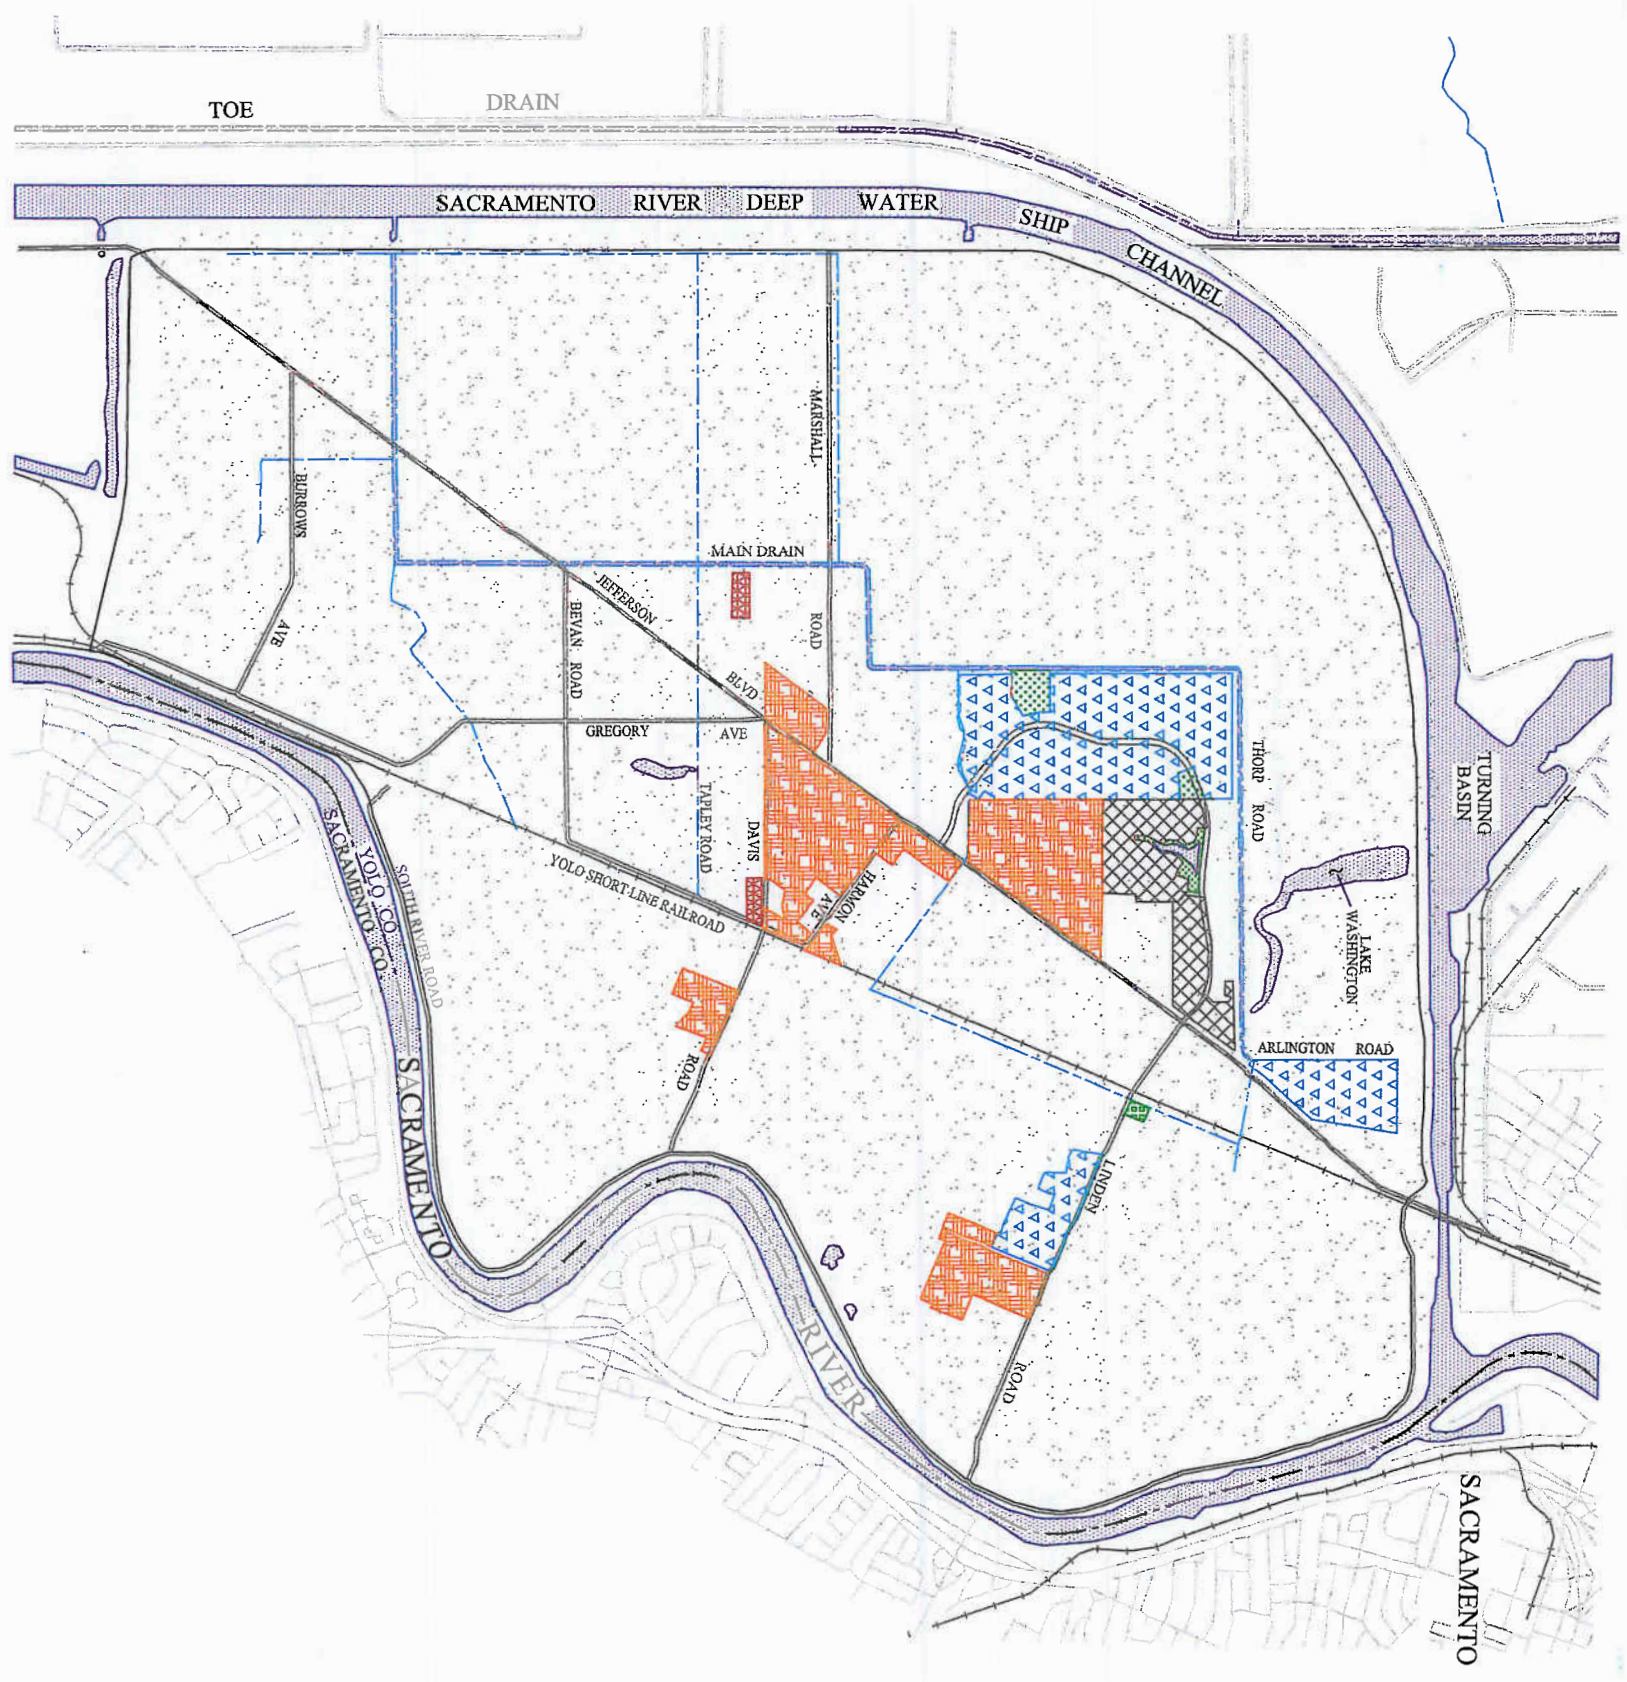 TOE
DRAIN
SACRAMENTO RIVER DEEP WATER SHIP CHANNEL
MARSHALL ROAD
BURROWS AVE
MAIN DRAIN
JEFFERSON BLVD
BEVAN ROAD
GREGORY AVE
TAPLEY ROAD
DAVIS ROAD
HARMON AVE
THORP ROAD
TURNING
BASIN
LAKE
WASHINGTON
ARLINGTON ROAD
YOLO SHORT-LINE RAILROAD
SOUTH RIVER ROAD
YOLO CO.
SACRAMENTO CO.
SACRAMENTO RIVER
LINDEN ROAD
SACRAMENTO